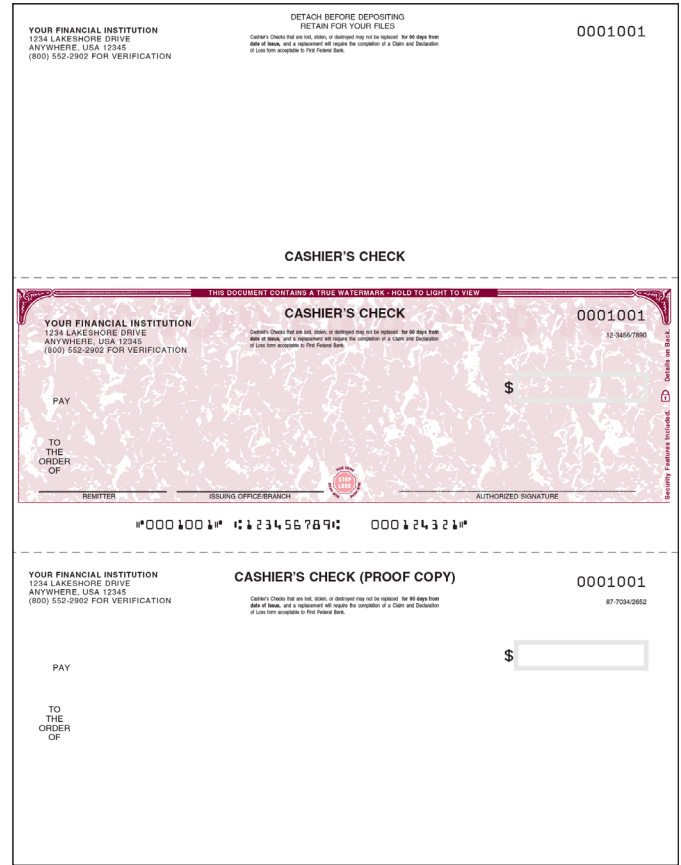 DETACH BEFORE DEPOSITING
RETAIN FOR YOUR FILES
YOUR FINANCIAL INSTITUTION
1234 LAKESHORE DRIVE
ANYWHERE, USA 12345
(800) 552-2902 FOR VERIFICATION
Cashier's Checks that are lost, stolen, or destroyed may not be replaced for 90 days from
date of issue, and a replacement will require the completion of a Claim and Declaration
of Loss form acceptable to First Federal Bank.
0001001
CASHIER'S CHECK
THIS DOCUMENT CONTAINS A TRUE WATERMARK - HOLD TO LIGHT TO VIEW
CASHIER'S CHECK
YOUR FINANCIAL INSTITUTION
1234 LAKESHORE DRIVE
ANYWHERE, USA 12345
(800) 552-2902 FOR VERIFICATION
Cashier's Checks that are lost, stolen, or destroyed may not be replaced for 90 days from
date of issue, and a replacement will require the completion of a Claim and Declaration
of Loss form acceptable to First Federal Bank.
0001001
12-3456/7890
Security Features Included. Details on Back.
$
PAY
TO
THE
ORDER
OF
STOP
LOOK
REMITTER
ISSUING OFFICE/BRANCH
AUTHORIZED SIGNATURE
⑈0001001⑈ ⑆123456789⑆ 000124321⑈
YOUR FINANCIAL INSTITUTION
1234 LAKESHORE DRIVE
ANYWHERE, USA 12345
(800) 552-2902 FOR VERIFICATION
CASHIER'S CHECK (PROOF COPY)
Cashier's Checks that are lost, stolen, or destroyed may not be replaced for 90 days from
date of issue, and a replacement will require the completion of a Claim and Declaration
of Loss form acceptable to First Federal Bank.
0001001
87-7034/2652
$
PAY
TO
THE
ORDER
OF